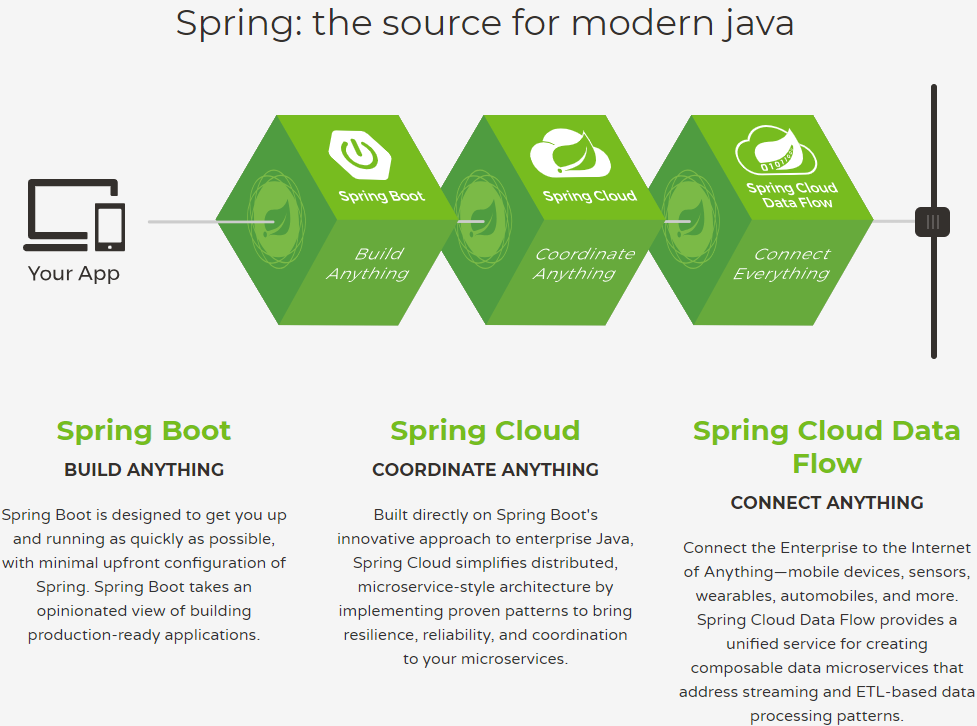 Spring: the source for modern java
Your App
Spring Boot
Build
Anything
Spring Cloud
Coordinate
Anything
Spring Cloud
Data Flow
Connect
Everything
Spring Boot
BUILD ANYTHING
Spring Boot is designed to get you up
and running as quickly as possible,
with minimal upfront configuration of
Spring. Spring Boot takes an
opinionated view of building
production-ready applications.
Spring Cloud
COORDINATE ANYTHING
Built directly on Spring Boot's
innovative approach to enterprise Java,
Spring Cloud simplifies distributed,
microservice-style architecture by
implementing proven patterns to bring
resilience, reliability, and coordination
to your microservices.
Spring Cloud Data
Flow
CONNECT ANYTHING
Connect the Enterprise to the Internet
of Anything—mobile devices, sensors,
wearables, automobiles, and more.
Spring Cloud Data Flow provides a
unified service for creating
composable data microservices that
address streaming and ETL-based data
processing patterns.